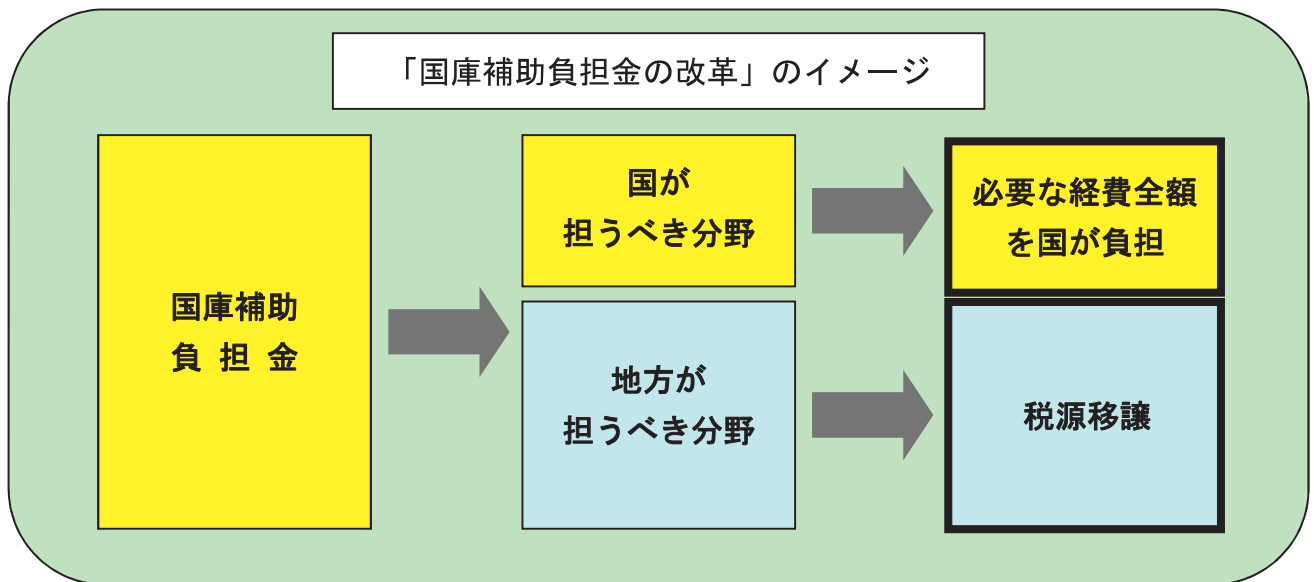 「国庫補助負担金の改革」のイメージ
国庫補助
負 担 金
国が
担うべき分野
地方が
担うべき分野
必要な経費全額
を国が負担
税源移譲